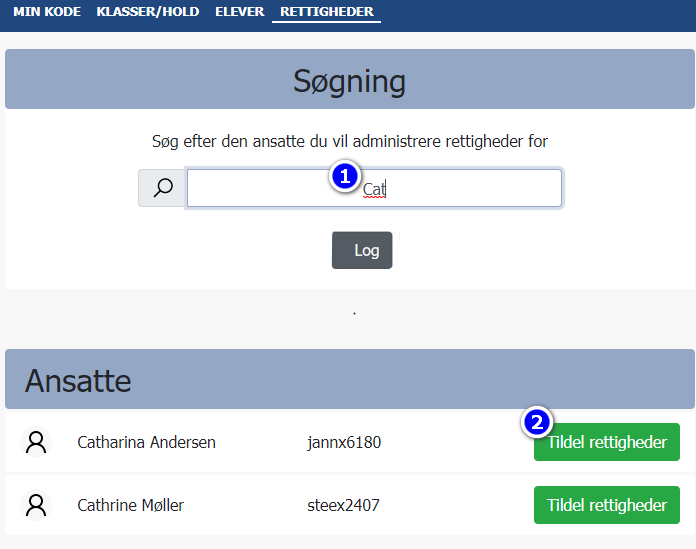 MIN KODE KLASSER/HOLD ELEVER RETTIGHEDER
Søgning
Søg efter den ansatte du vil administrere rettigheder for
1
Cat
Log
.
Ansatte
2
Catharina Andersen jannx6180 Tildel rettigheder
Cathrine Møller steex2407 Tildel rettigheder